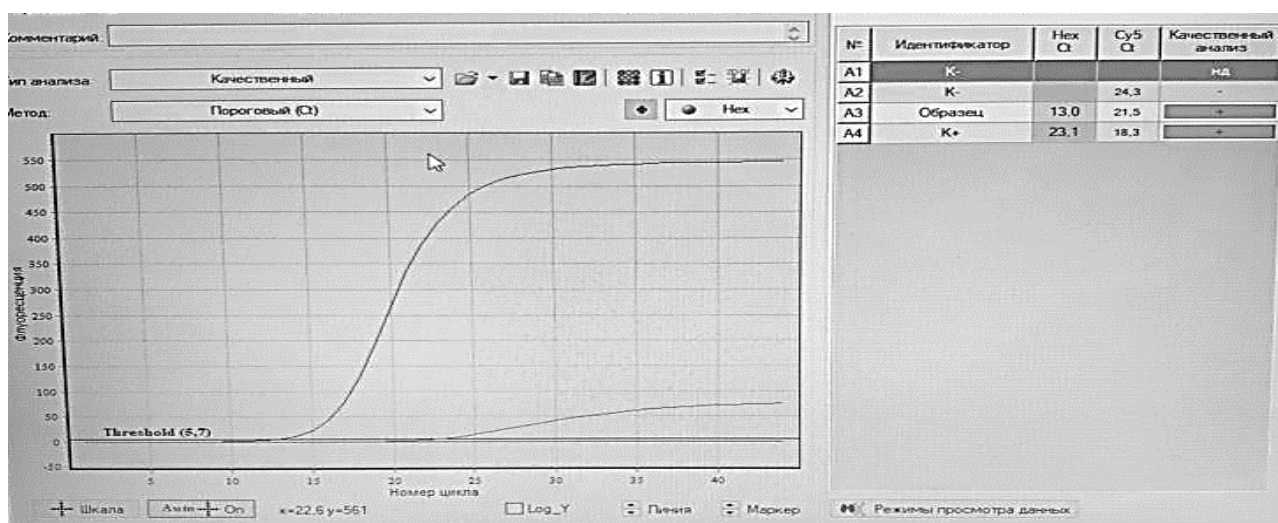 Комментарий:
Тип анализа: Качественный
Метод: Пороговый (Ct) Hex
550
500
450
400
350
300
250
200
150
100
50
0
-50
Флуоресценция
Threshold (5,7)
5 10 15 20 25 30 35 40
Номер цикла
Шкала Auto On x=22,6 y=561 Log_Y Линия Маркер
№ Идентификатор Hex Ct Cy5 Ct Качественный анализ
A1 К- нд
A2 К- 24,3 -
A3 Образец 13,0 21,5 +
A4 К+ 23,1 18,3 +
Режимы просмотра данных